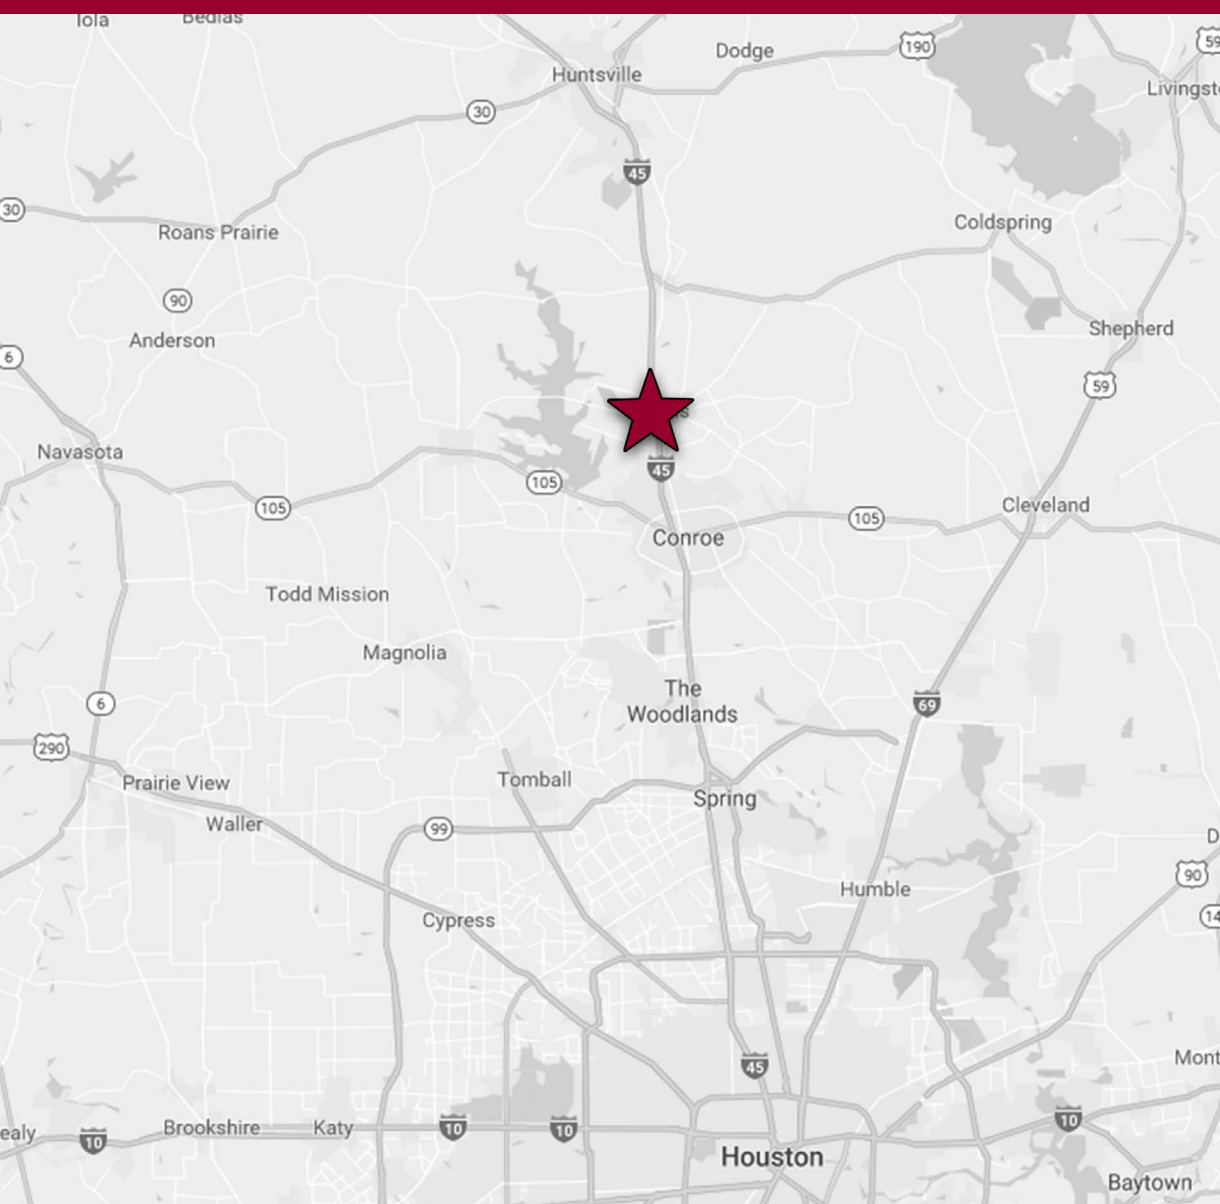 Iola
Bedias
Dodge
190
59
Huntsville
Livingst
30
45
30
Coldspring
Roans Prairie
90
Shepherd
Anderson
6
59
s
Navasota
45
105
Cleveland
105
105
Conroe
Todd Mission
Magnolia
The
Woodlands
6
69
290
Prairie View
Tomball
Spring
Waller
99
D
90
Humble
14
Cypress
Mont
45
10
Brookshire
Katy
10
10
ealy
10
Houston
Baytown